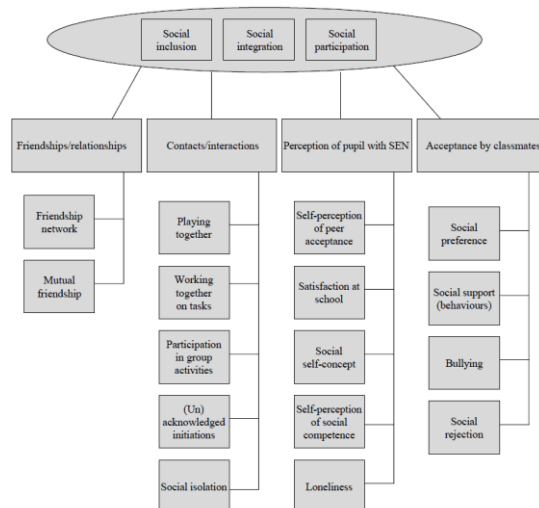 Social
inclusion
Social
integration
Social
participation
Friendships/relationships
Contacts/interactions
Perception of pupil with SEN
Acceptance by classmates
Friendship
network
Mutual
friendship
Playing
together
Working
together
on tasks
Participation
in group
activities
(Un)
acknowledged
initiations
Social isolation
Self-perception
of peer
acceptance
Satisfaction at
school
Social
self-concept
Self-perception
of social
competence
Loneliness
Social
preference
Social support
(behaviours)
Bullying
Social
rejection